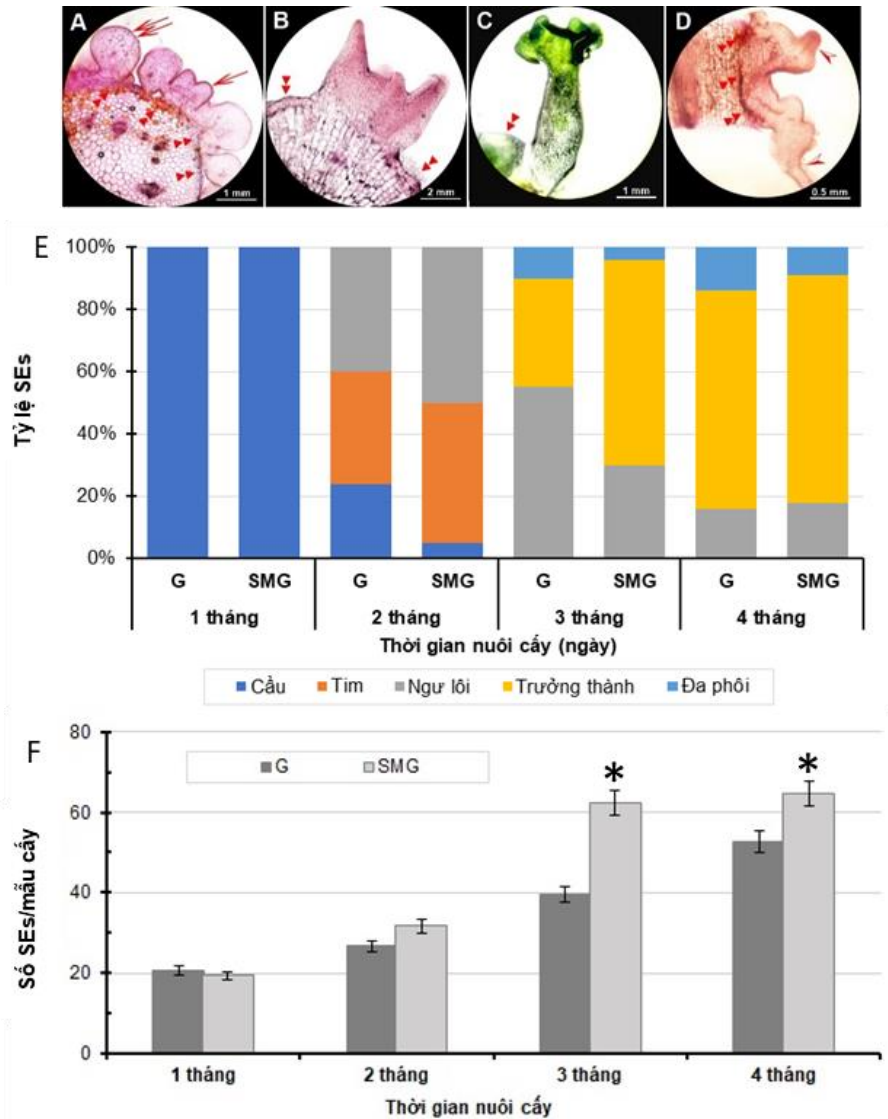 A B C D
1 mm 2 mm 1 mm 0.5 mm
E
Tỷ lệ SEs
100%
80%
60%
40%
20%
0%
G SMG G SMG G SMG G SMG
1 tháng 2 tháng 3 tháng 4 tháng
Thời gian nuôi cấy (ngày)
Cầu Tim Ngư lôi Trưởng thành Đa phôi
F
Số SEs/mẫu cấy
80
60
40
20
0
G SMG
* *
1 tháng 2 tháng 3 tháng 4 tháng
Thời gian nuôi cấy